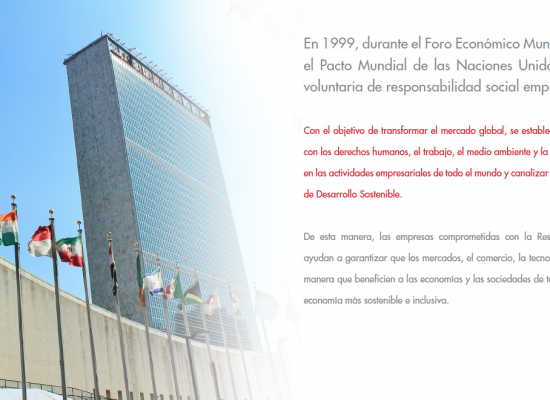 En 1999, durante el Foro Económico Mun
el Pacto Mundial de las Naciones Unida
voluntaria de responsabilidad social emp
Con el objetivo de transformar el mercado global, se estable
con los derechos humanos, el trabajo, el medio ambiente y la
en las actividades empresariales de todo el mundo y canalizar
de Desarrollo Sostenible.
De esta manera, las empresas comprometidas con la Res
ayudan a garantizar que los mercados, el comercio, la tecno
manera que beneficien a las economías y las sociedades de t
economía más sostenible e inclusiva.